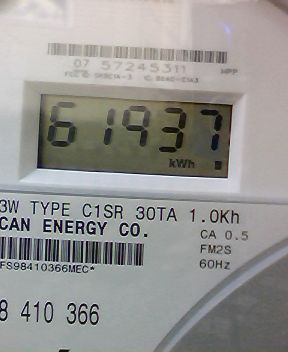 07 57245311
61937
kWh
3W TYPE C1SR 30TA 1.0Kh
CAN ENERGY CO.
CA 0.5
FM2S
60Hz
FS98410366MEC*
8 410 366